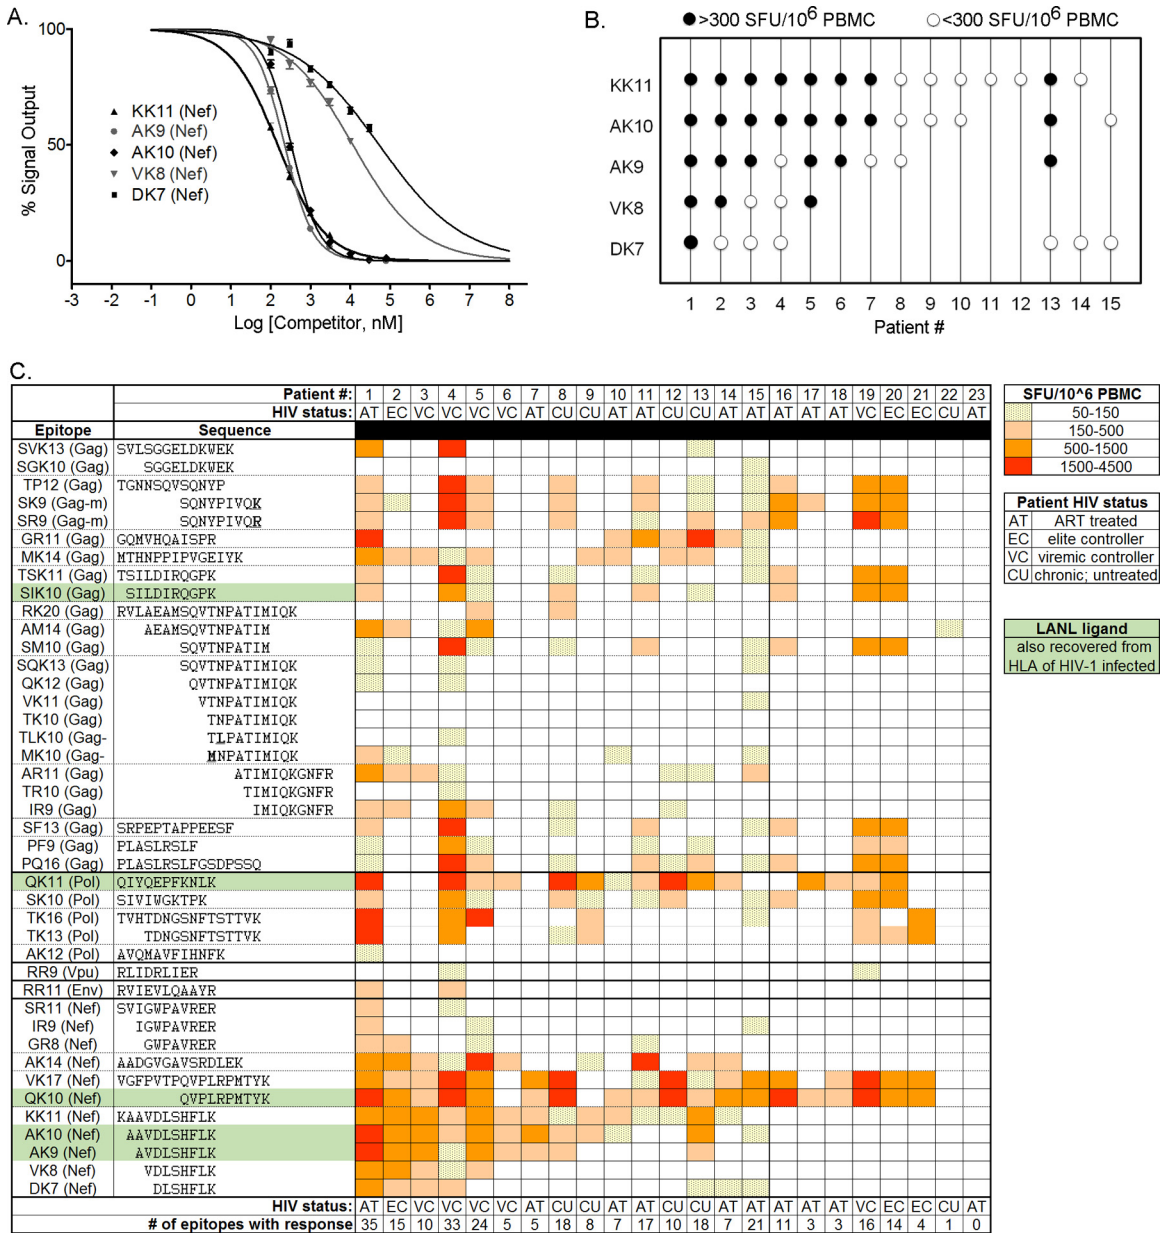 A.
100
50
0
% Signal Output
KK11 (Nef)
AK9 (Nef)
AK10 (Nef)
VK8 (Nef)
DK7 (Nef)
-3 -2 -1 0 1 2 3 4 5 6 7 8
Log [Competitor, nM]
B.
>300 SFU/10^6 PBMC <300 SFU/10^6 PBMC
KK11
AK10
AK9
VK8
DK7
1 2 3 4 5 6 7 8 9 10 11 12 13 14 15
Patient #
C.
Patient #: 1 2 3 4 5 6 7 8 9 10 11 12 13 14 15 16 17 18 19 20 21 22 23
HIV status: AT EC VC VC VC VC AT CU CU AT AT CU CU AT AT AT AT AT VC EC EC CU AT
Epitope Sequence
SVK13 (Gag) SVLSGGELDKWEK
SGK10 (Gag) SGGELDKWEK
TP12 (Gag) TGNNSQVSQNYP
SK9 (Gag-m) SQNYPIVQK
SR9 (Gag-m) SQNYPIVQR
GR11 (Gag) GQMVHQAISPR
MK14 (Gag) MTHNPPIPVGEIYK
TSK11 (Gag) TSILDIRQGPK
SIK10 (Gag) SILDIRQGPK
RK20 (Gag) RVLAEAMSQVTNPATIMIQK
AM14 (Gag) AEAMSQVTNPATIM
SM10 (Gag) SQVTNPATIM
SQK13 (Gag) SQVTNPATIMIQK
QK12 (Gag) QVTNPATIMIQK
VK11 (Gag) VTNPATIMIQK
TK10 (Gag) TNPATIMIQK
TLK10 (Gag- TLPATIMIQK
MK10 (Gag- MNPATIMIQK
AR11 (Gag) ATIMIQKGNFR
TR10 (Gag) TIMIQKGNFR
IR9 (Gag) IMIQKGNFR
SF13 (Gag) SRPEPTAPPEESF
PF9 (Gag) PLASLRSLF
PQ16 (Gag) PLASLRSLFGSDPSSQ
QK11 (Pol) QIYQEPFKNLK
SK10 (Pol) SIVIWGKTPK
TK16 (Pol) TVHTDNGSNFTSTTVK
TK13 (Pol) TDNGSNFTSTTVK
AK12 (Pol) AVQMAVFIHNFK
RR9 (Vpu) RLIDRLIER
RR11 (Env) RVIEVLQAAYR
SR11 (Nef) SVIGWPAVRER
IR9 (Nef) IGWPAVRER
GR8 (Nef) GWPAVRER
AK14 (Nef) AADGVGAVSRDLEK
VK17 (Nef) VGFPVTPQVPLRPMTYK
QK10 (Nef) QVPLRPMTYK
KK11 (Nef) KAAVDLSHFLK
AK10 (Nef) AAVDLSHFLK
AK9 (Nef) AVDLSHFLK
VK8 (Nef) VDLSHFLK
DK7 (Nef) DLSHFLK
HIV status: AT EC VC VC VC VC AT CU CU AT AT CU CU AT AT AT AT AT VC EC EC CU AT
# of epitopes with response 35 15 10 33 24 5 5 18 8 7 17 10 18 7 21 11 3 3 16 14 4 1 0
SFU/10^6 PBMC
50-150
150-500
500-1500
1500-4500
Patient HIV status
AT ART treated
EC elite controller
VC viremic controller
CU chronic; untreated
LANL ligand
also recovered from
HLA of HIV-1 infected